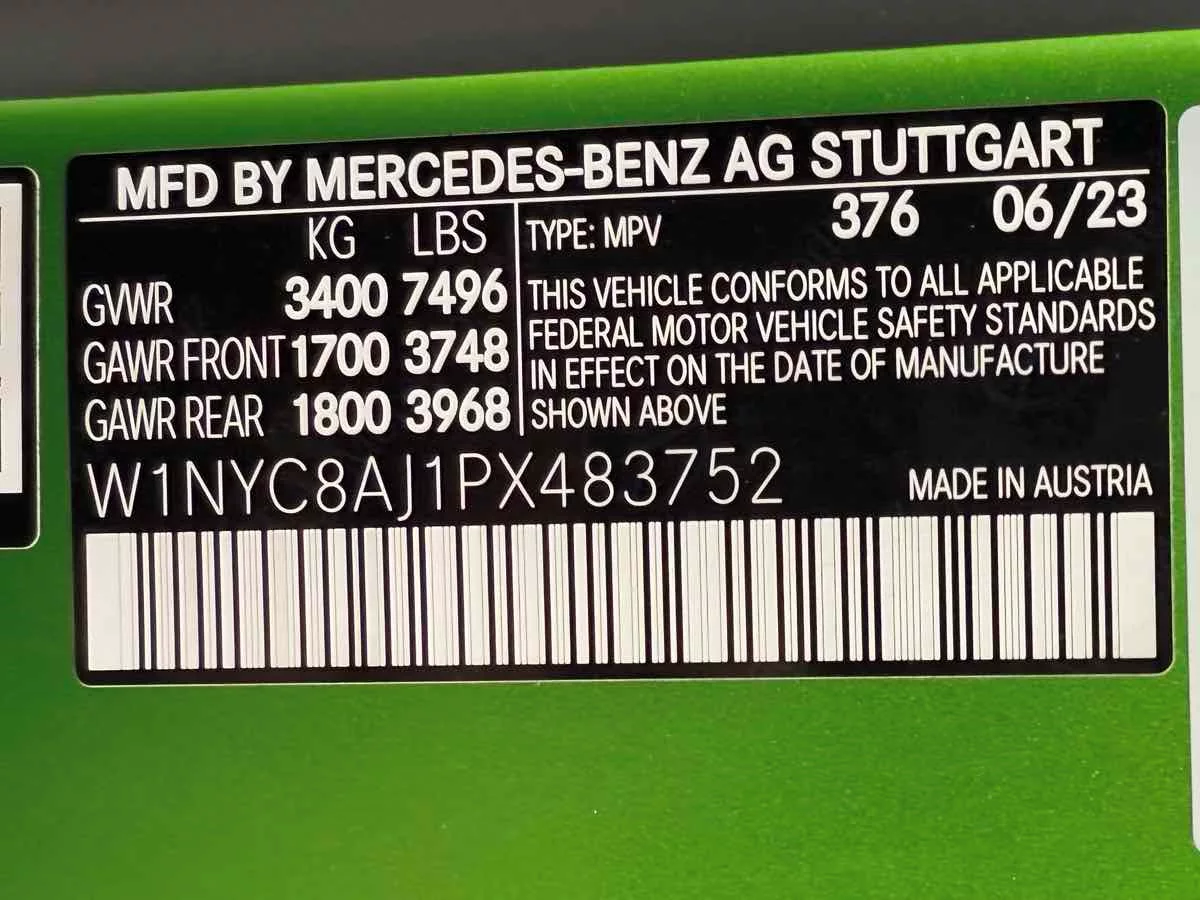 MFD BY MERCEDES-BENZ AG STUTTGART
KG LBS
GVWR 3400 7496
GAWR FRONT 1700 3748
GAWR REAR 1800 3968
TYPE: MPV 376 06/23
THIS VEHICLE CONFORMS TO ALL APPLICABLE
FEDERAL MOTOR VEHICLE SAFETY STANDARDS
IN EFFECT ON THE DATE OF MANUFACTURE
SHOWN ABOVE
W1NYC8AJ1PX483752
MADE IN AUSTRIA